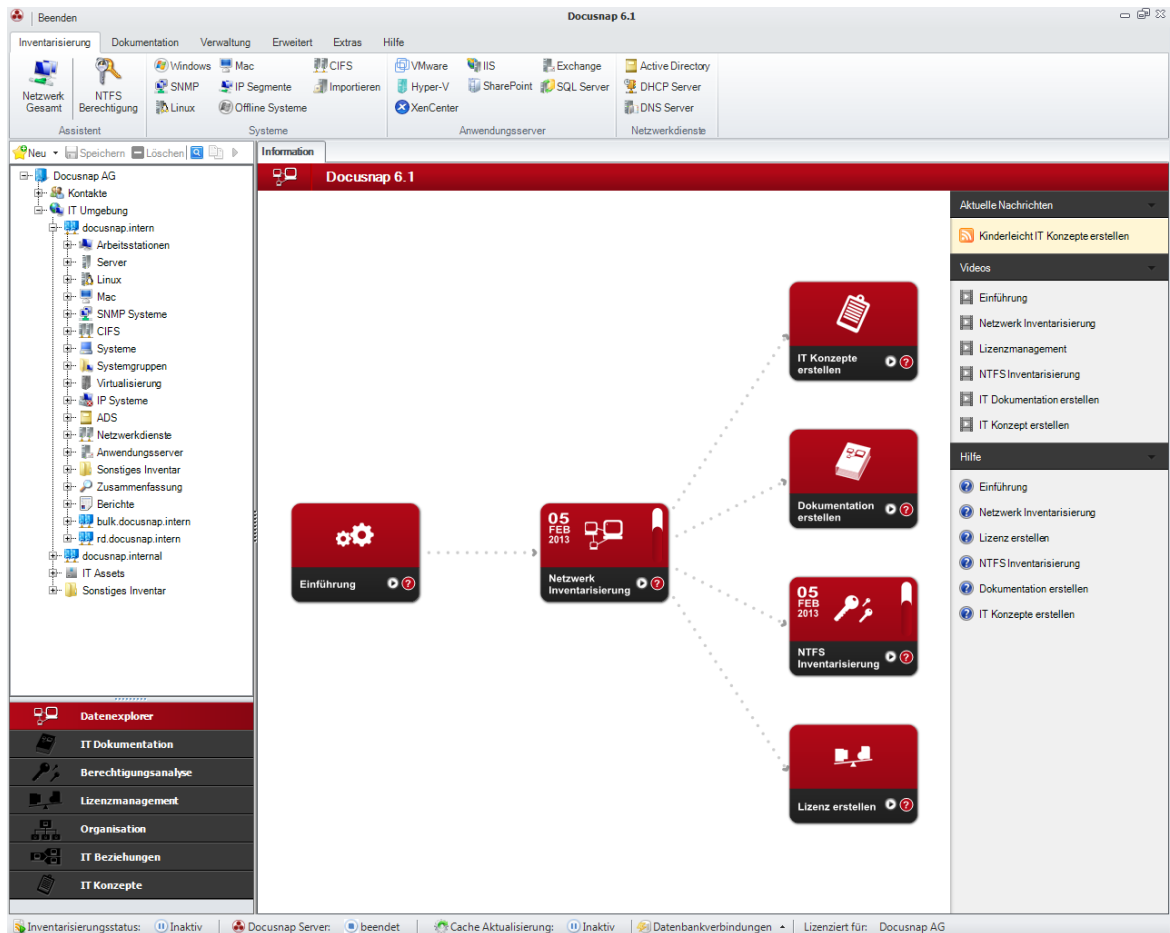 Beenden
Docusnap 6.1
Inventarisierung Dokumentation Verwaltung Erweitert Extras Hilfe
Netzwerk Gesamt
NTFS Berechtigung
Assistent
Windows Mac CIFS
SNMP IP Segmente Importieren
Linux Offline Systeme
Systeme
VMware IIS Exchange
Hyper-V SharePoint SQL Server
XenCenter
Anwendungsserver
Active Directory
DHCP Server
DNS Server
Netzwerkdienste
Neu Speichern Löschen
Docusnap AG
Kontakte
IT Umgebung
docusnap.intern
Arbeitsstationen
Server
Linux
Mac
SNMP Systeme
CIFS
Systeme
Systemgruppen
Virtualisierung
IP Systeme
ADS
Netzwerkdienste
Anwendungsserver
Sonstiges Inventar
Zusammenfassung
Berichte
bulk.docusnap.intern
rd.docusnap.intern
docusnap.internal
IT Assets
Sonstiges Inventar
Datenexplorer
IT Dokumentation
Berechtigungsanalyse
Lizenzmanagement
Organisation
IT Beziehungen
IT Konzepte
Information
Docusnap 6.1
Einführung
05
FEB
2013
Netzwerk
Inventarisierung
IT Konzepte
erstellen
Dokumentation
erstellen
05
FEB
2013
NTFS
Inventarisierung
Lizenz erstellen
Aktuelle Nachrichten
Kinderleicht IT Konzepte erstellen
Videos
Einführung
Netzwerk Inventarisierung
Lizenzmanagement
NTFS Inventarisierung
IT Dokumentation erstellen
IT Konzept erstellen
Hilfe
Einführung
Netzwerk Inventarisierung
Lizenz erstellen
NTFS Inventarisierung
Dokumentation erstellen
IT Konzepte erstellen
Inventarisierungsstatus: Inaktiv Docusnap Server: beendet Cache Aktualisierung: Inaktiv Datenbankverbindungen Lizenziert für: Docusnap AG